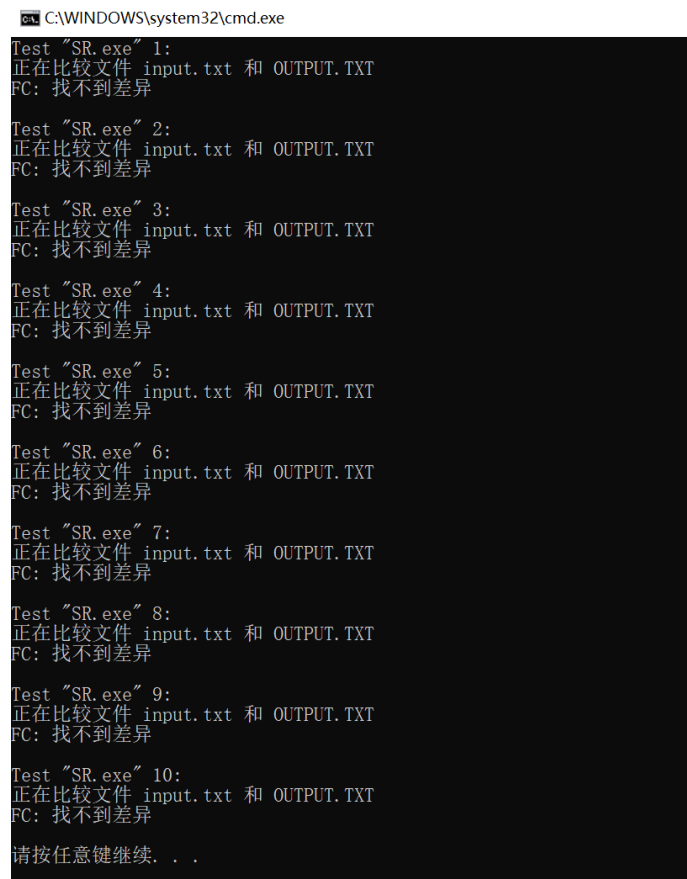 C:\WINDOWS\system32\cmd.exe
Test "SR.exe" 1:
正在比较文件 input.txt 和 OUTPUT.TXT
FC: 找不到差异
Test "SR.exe" 2:
正在比较文件 input.txt 和 OUTPUT.TXT
FC: 找不到差异
Test "SR.exe" 3:
正在比较文件 input.txt 和 OUTPUT.TXT
FC: 找不到差异
Test "SR.exe" 4:
正在比较文件 input.txt 和 OUTPUT.TXT
FC: 找不到差异
Test "SR.exe" 5:
正在比较文件 input.txt 和 OUTPUT.TXT
FC: 找不到差异
Test "SR.exe" 6:
正在比较文件 input.txt 和 OUTPUT.TXT
FC: 找不到差异
Test "SR.exe" 7:
正在比较文件 input.txt 和 OUTPUT.TXT
FC: 找不到差异
Test "SR.exe" 8:
正在比较文件 input.txt 和 OUTPUT.TXT
FC: 找不到差异
Test "SR.exe" 9:
正在比较文件 input.txt 和 OUTPUT.TXT
FC: 找不到差异
Test "SR.exe" 10:
正在比较文件 input.txt 和 OUTPUT.TXT
FC: 找不到差异
请按任意键继续. . .